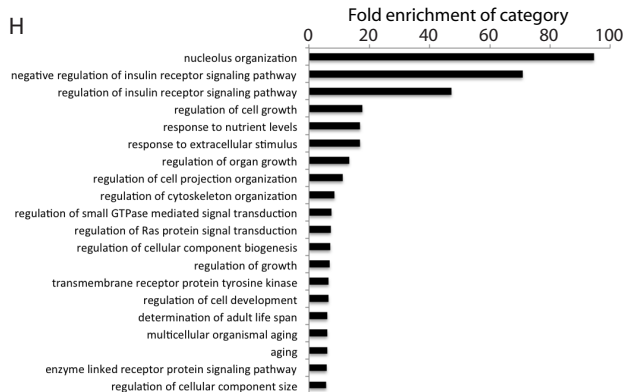 H
Fold enrichment of category
0 20 40 60 80 100
nucleolus organization
negative regulation of insulin receptor signaling pathway
regulation of insulin receptor signaling pathway
regulation of cell growth
response to nutrient levels
response to extracellular stimulus
regulation of organ growth
regulation of cell projection organization
regulation of cytoskeleton organization
regulation of small GTPase mediated signal transduction
regulation of Ras protein signal transduction
regulation of cellular component biogenesis
regulation of growth
transmembrane receptor protein tyrosine kinase
regulation of cell development
determination of adult life span
multicellular organismal aging
aging
enzyme linked receptor protein signaling pathway
regulation of cellular component size